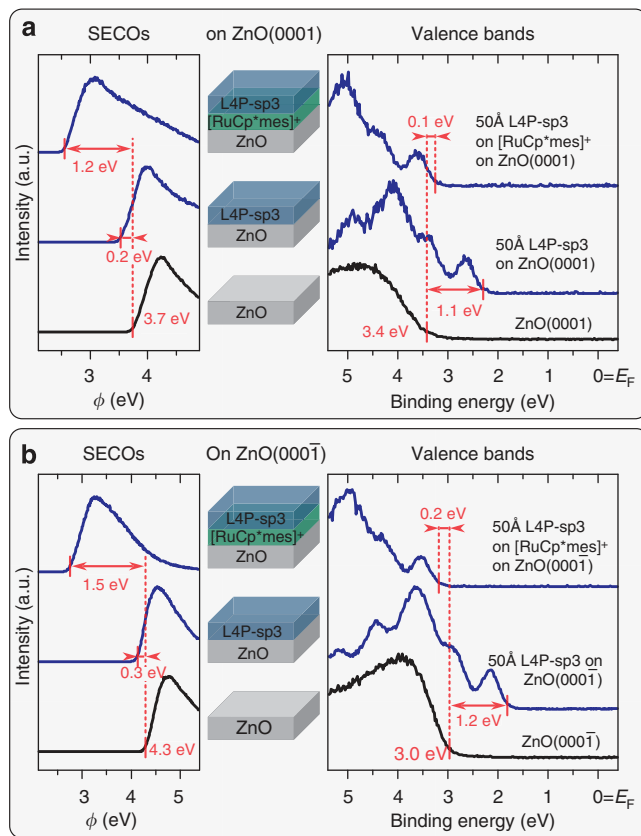 a
SECOs
on ZnO(0001)
Valence bands
Intensity (a.u.)
1.2 eV
0.2 eV
3.7 eV
3
4
ϕ (eV)
L4P-sp3
[RuCp*mes]⁺
ZnO
L4P-sp3
ZnO
ZnO
0.1 eV
50Å L4P-sp3
on [RuCp*mes]⁺
on ZnO(0001)
50Å L4P-sp3
on ZnO(0001)
1.1 eV
3.4 eV
ZnO(0001)
5
4
3
2
1
0=E_F
Binding energy (eV)
b
SECOs
On ZnO(0001̅)
Valence bands
Intensity (a.u.)
1.5 eV
0.3 eV
4.3 eV
3
4
5
ϕ (eV)
L4P-sp3
[RuCp*mes]⁺
ZnO
L4P-sp3
ZnO
ZnO
0.2 eV
50Å L4P-sp3
on [RuCp*mes]⁺
on ZnO(0001̅)
50Å L4P-sp3 on
ZnO(0001̅)
1.2 eV
3.0 eV
ZnO(0001̅)
5
4
3
2
1
0=E_F
Binding energy (eV)